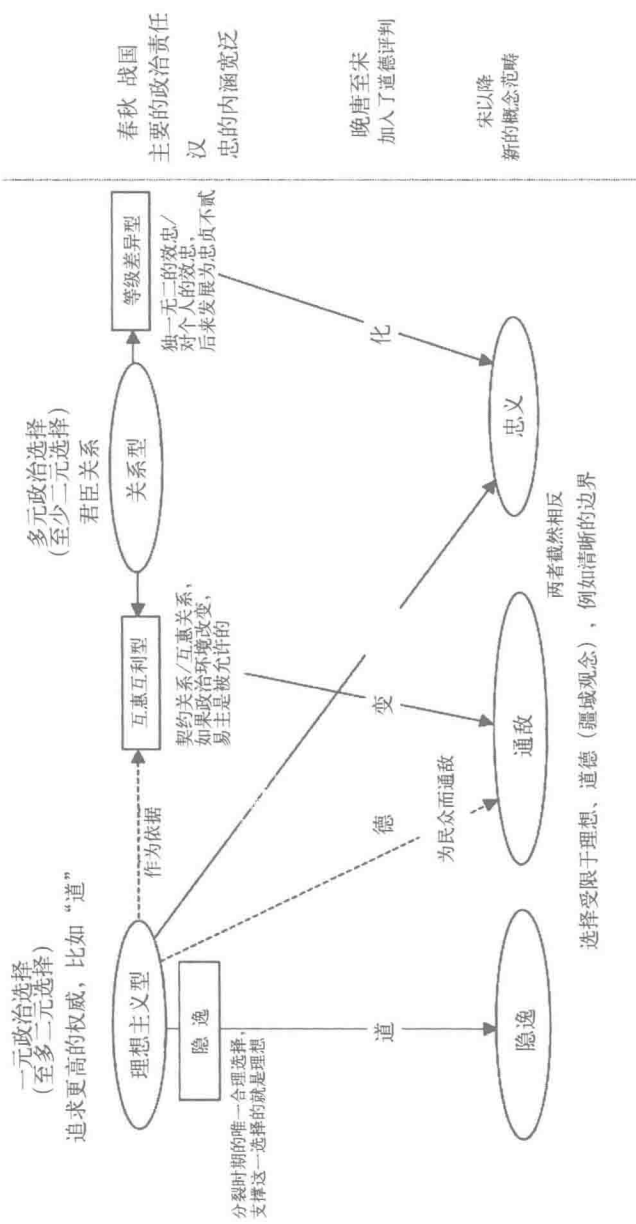 一元政治选择
(至多二元选择)
追求更高的权威，比如“道”
多元政治选择
(至少二元选择)
君臣关系
春秋 战国
主要的政治责任
汉
忠的内涵宽泛
理想主义型
作为依据
互惠互利型
关系型
等级差异型
隐 逸
分裂时期的唯一合理选择，
支撑这一选择的就是理想
契约关系/互惠关系，
如果政治环境改变，
易主是被允许的
独一无二的效忠/
对个人的效忠，
后来发展为忠贞不贰
道
德
变
化
晚唐至宋
加入了道德评判
为民众而通敌
隐逸
通敌
忠义
宋以降
新的概念范畴
两者截然相反
选择受限于理想、道德（疆域观念），例如清晰的边界